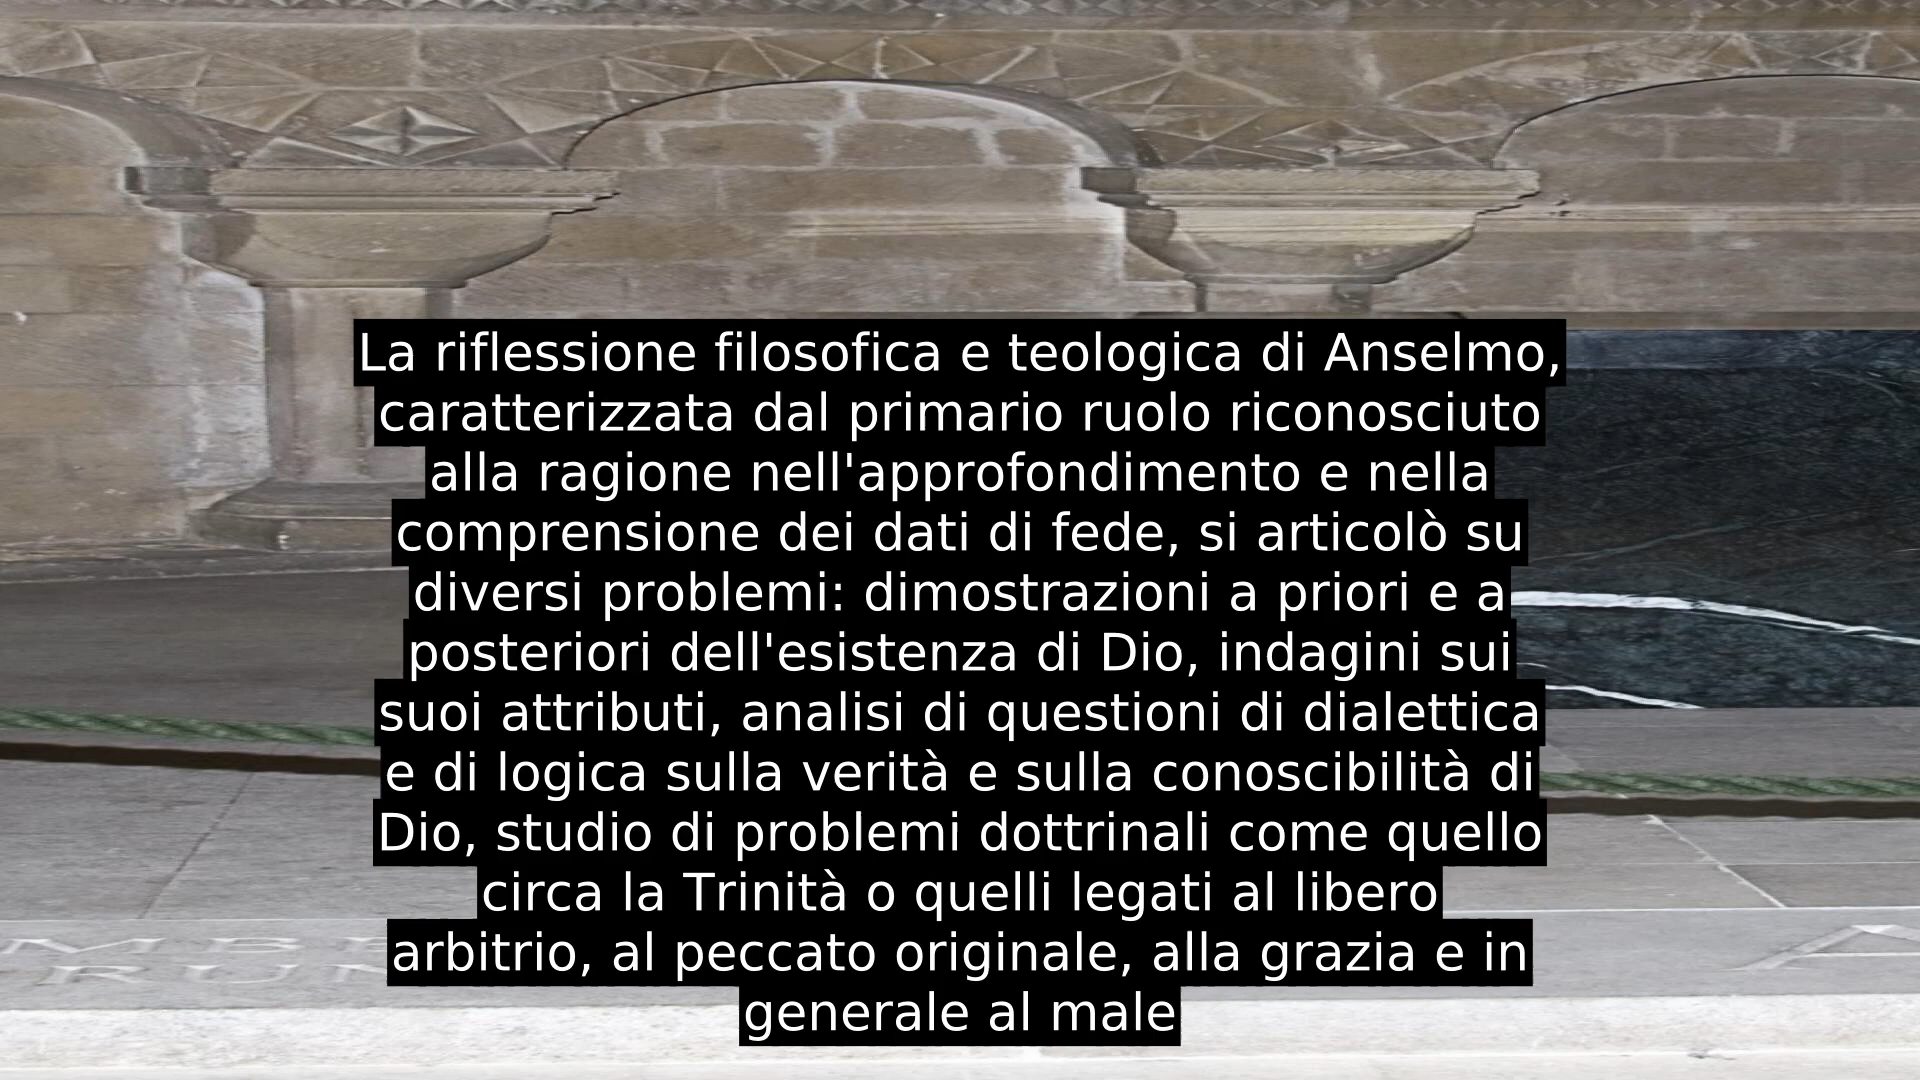 La riflessione filosofica e teologica di Anselmo,
caratterizzata dal primario ruolo riconosciuto
alla ragione nell'approfondimento e nella
comprensione dei dati di fede, si articolò su
diversi problemi: dimostrazioni a priori e a
posteriori dell'esistenza di Dio, indagini sui
suoi attributi, analisi di questioni di dialettica
e di logica sulla verità e sulla conoscibilità di
Dio, studio di problemi dottrinali come quello
circa la Trinità o quelli legati al libero
arbitrio, al peccato originale, alla grazia e in
generale al male